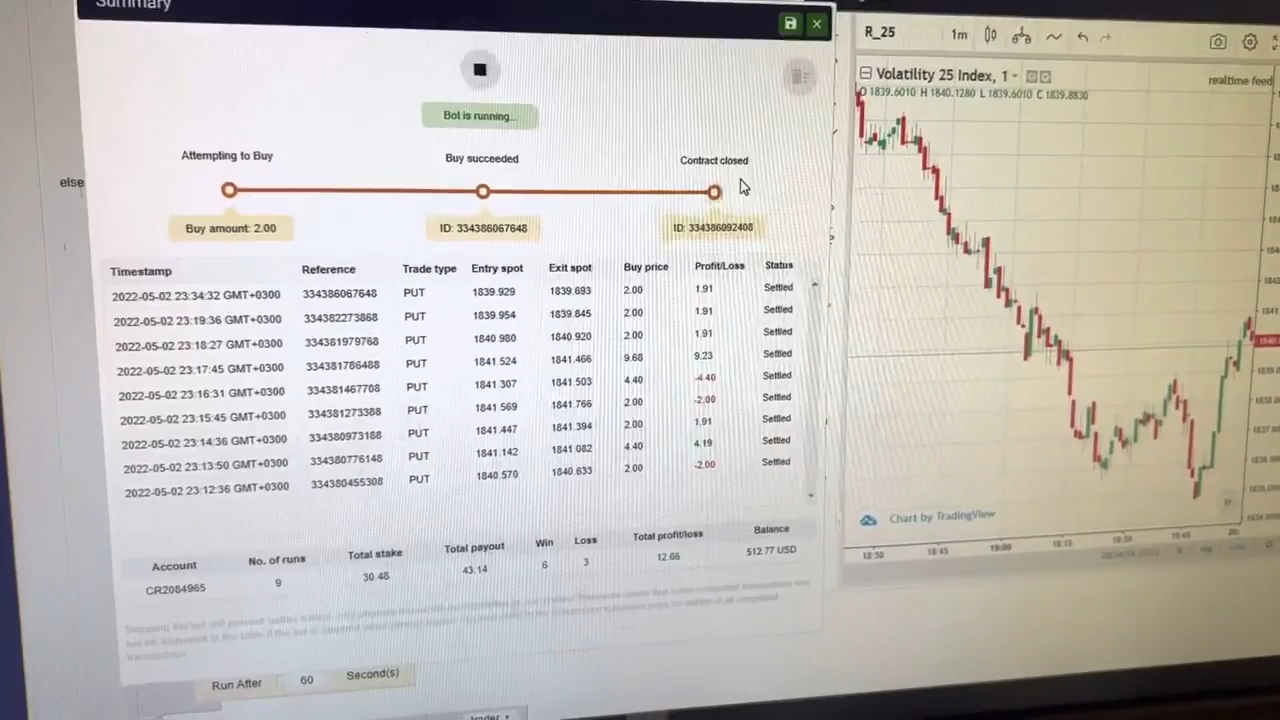 Summary
Bot is running...
Attempting to Buy
Buy succeeded
Contract closed
else
Buy amount: 2.00
ID: 334386067648
ID: 334386092408
Timestamp Reference Trade type Entry spot Exit spot Buy price Profit/Loss Status
2022-05-02 23:34:32 GMT+0300 334386067648 PUT 1839.929 1839.693 2.00 1.91 Settled
2022-05-02 23:19:36 GMT+0300 334382273868 PUT 1839.954 1839.845 2.00 1.91 Settled
2022-05-02 23:18:27 GMT+0300 334381979768 PUT 1840.980 1840.920 2.00 1.91 Settled
2022-05-02 23:17:45 GMT+0300 334381786488 PUT 1841.524 1841.466 9.68 9.23 Settled
2022-05-02 23:16:31 GMT+0300 334381467708 PUT 1841.307 1841.503 4.40 -4.40 Settled
2022-05-02 23:15:45 GMT+0300 334381273388 PUT 1841.569 1841.766 2.00 -2.00 Settled
2022-05-02 23:14:36 GMT+0300 334380973188 PUT 1841.447 1841.394 2.00 1.91 Settled
2022-05-02 23:13:50 GMT+0300 334380776148 PUT 1841.142 1841.082 4.40 4.19 Settled
2022-05-02 23:12:36 GMT+0300 334380455308 PUT 1840.570 1840.633 2.00 -2.00 Settled
Account No. of runs Total stake Total payout Win Loss Total profit/loss Balance
CR2084965 9 30.48 43.14 6 3 12.66 512.77 USD
Run After 60 Second(s)
R_25 1m
Volatility 25 Index, 1
realtime feed
O 1839.6010 H 1840.1280 L 1839.6010 C 1839.8830
Chart by TradingView
18:30 18:45 19:00 19:15 19:30 19:45